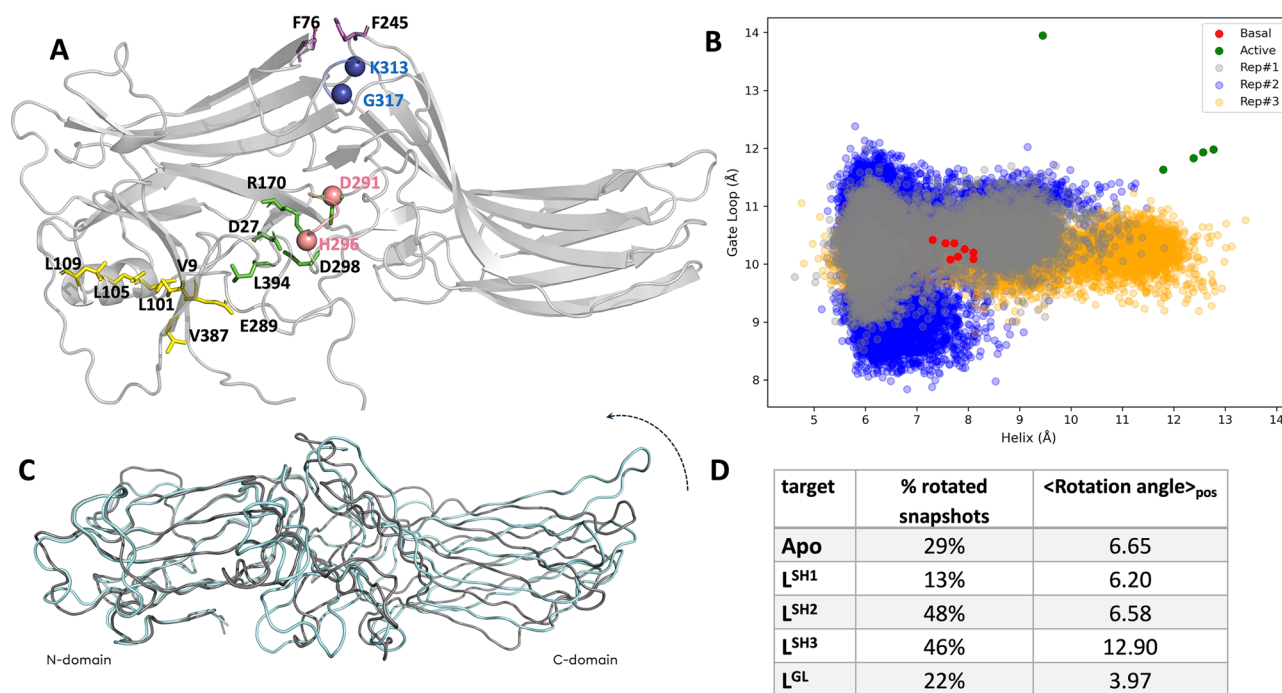 A
F76
F245
K313
G317
R170
D291
D27
H296
L109
V9
D298
L105
L101
L394
E289
V387
B
Basal
Active
Rep#1
Rep#2
Rep#3
Gate Loop (Å)
14
13
12
11
10
9
8
5 6 7 8 9 10 11 12 13 14
Helix (Å)
C
N-domain
C-domain
D
target % rotated snapshots <Rotation angle>pos
Apo 29% 6.65
LSH1 13% 6.20
LSH2 48% 6.58
LSH3 46% 12.90
LGL 22% 3.97